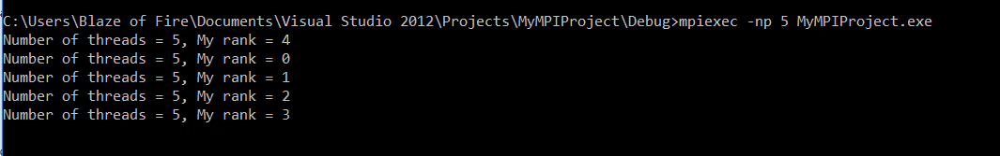 C:\Users\Blaze of Fire\Documents\Visual Studio 2012\Projects\MyMPIProject\Debug>mpiexec -np 5 MyMPIProject.exe
Number of threads = 5, My rank = 4
Number of threads = 5, My rank = 0
Number of threads = 5, My rank = 1
Number of threads = 5, My rank = 2
Number of threads = 5, My rank = 3